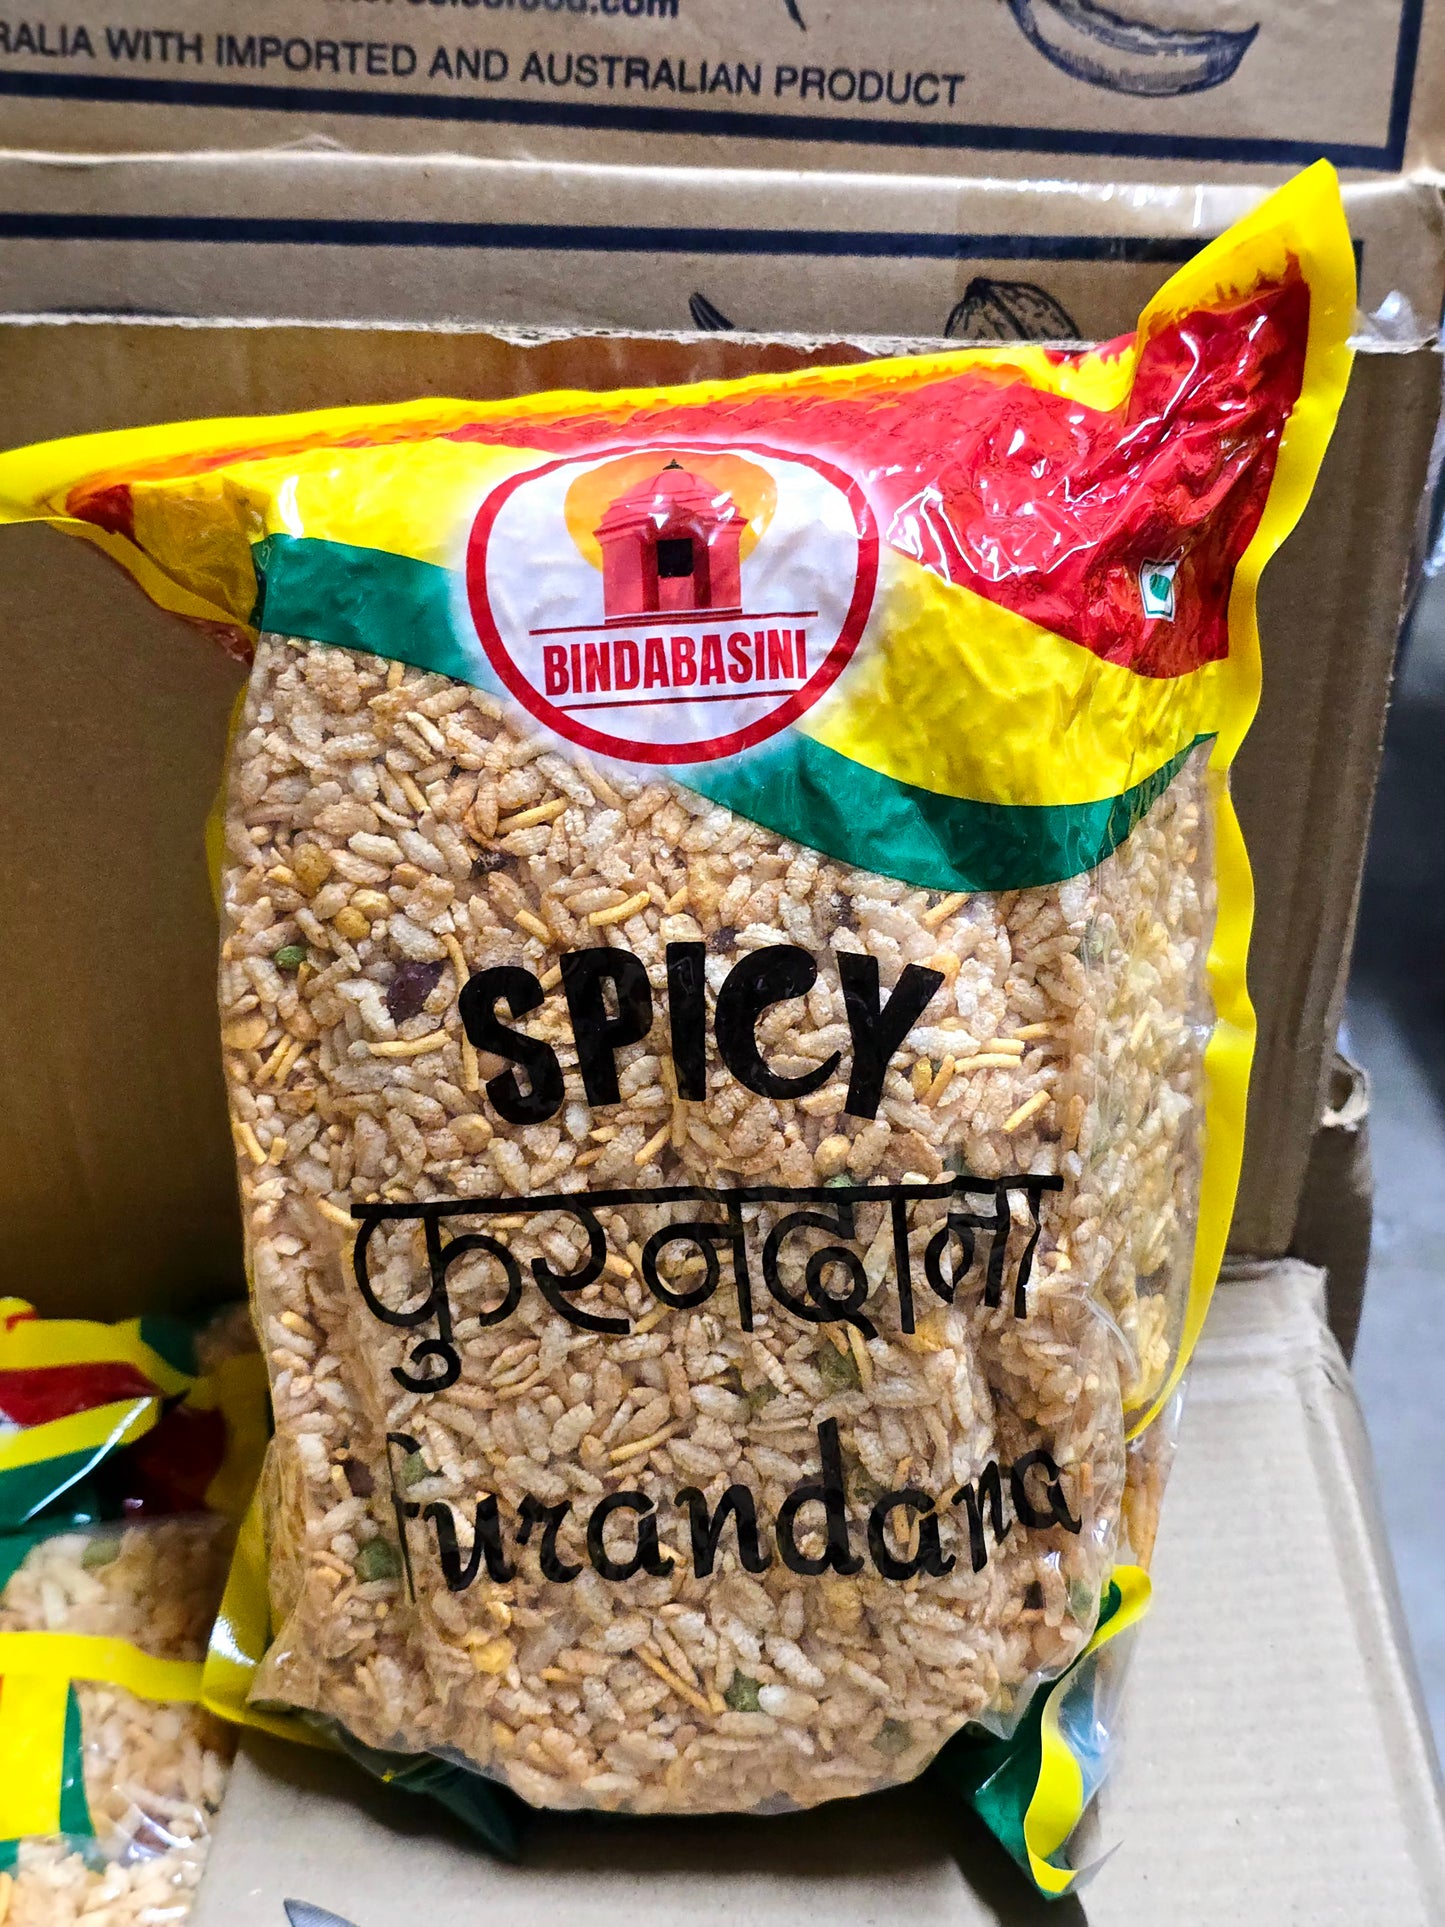 RALIA WITH IMPORTED AND AUSTRALIAN PRODUCT
BINDABASINI
SPICY
फुरनदाना
furandana